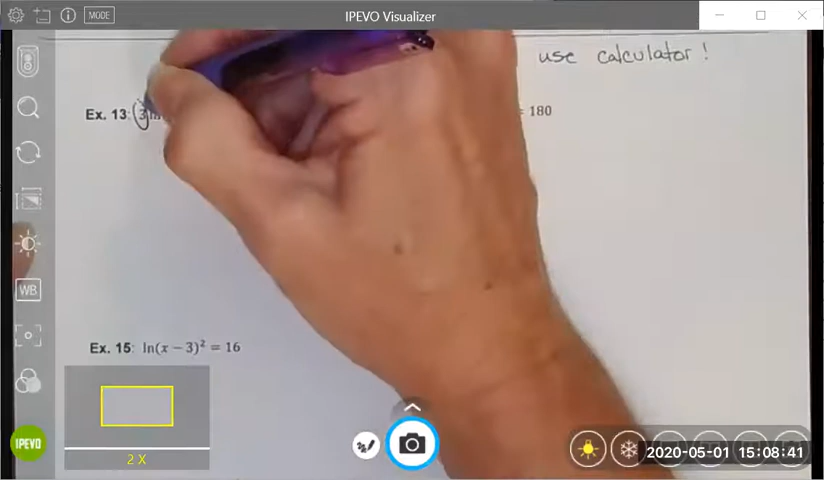 IPEVO Visualizer
MODE
use calculator!
Ex. 13: 3
= 180
WB
Ex. 15: ln(x − 3)² = 16
IPEVO
2 X
2020-05-01 15:08:41